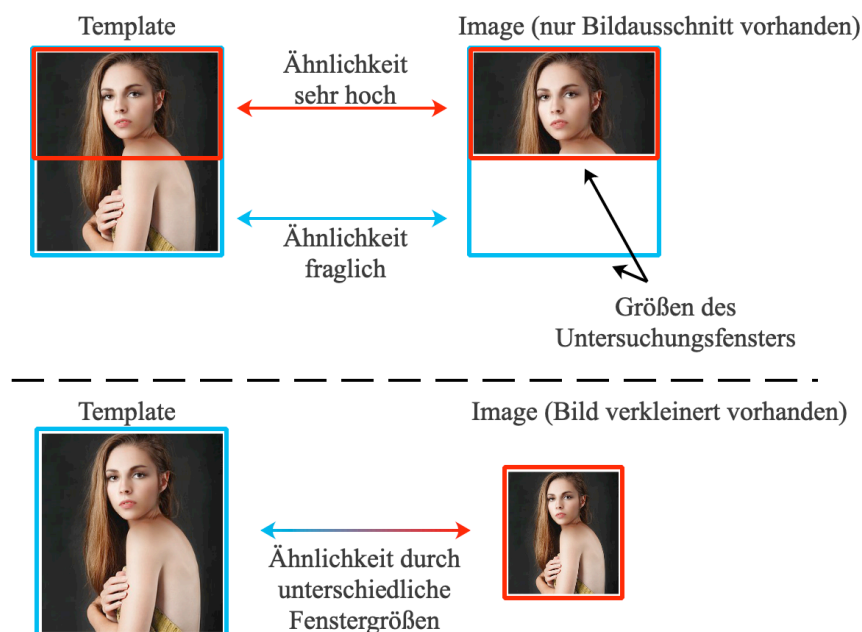 Template
Image (nur Bildausschnitt vorhanden)
Ähnlichkeit
sehr hoch
Ähnlichkeit
fraglich
Größen des
Untersuchungsfensters
Template
Image (Bild verkleinert vorhanden)
Ähnlichkeit durch
unterschiedliche
Fenstergrößen